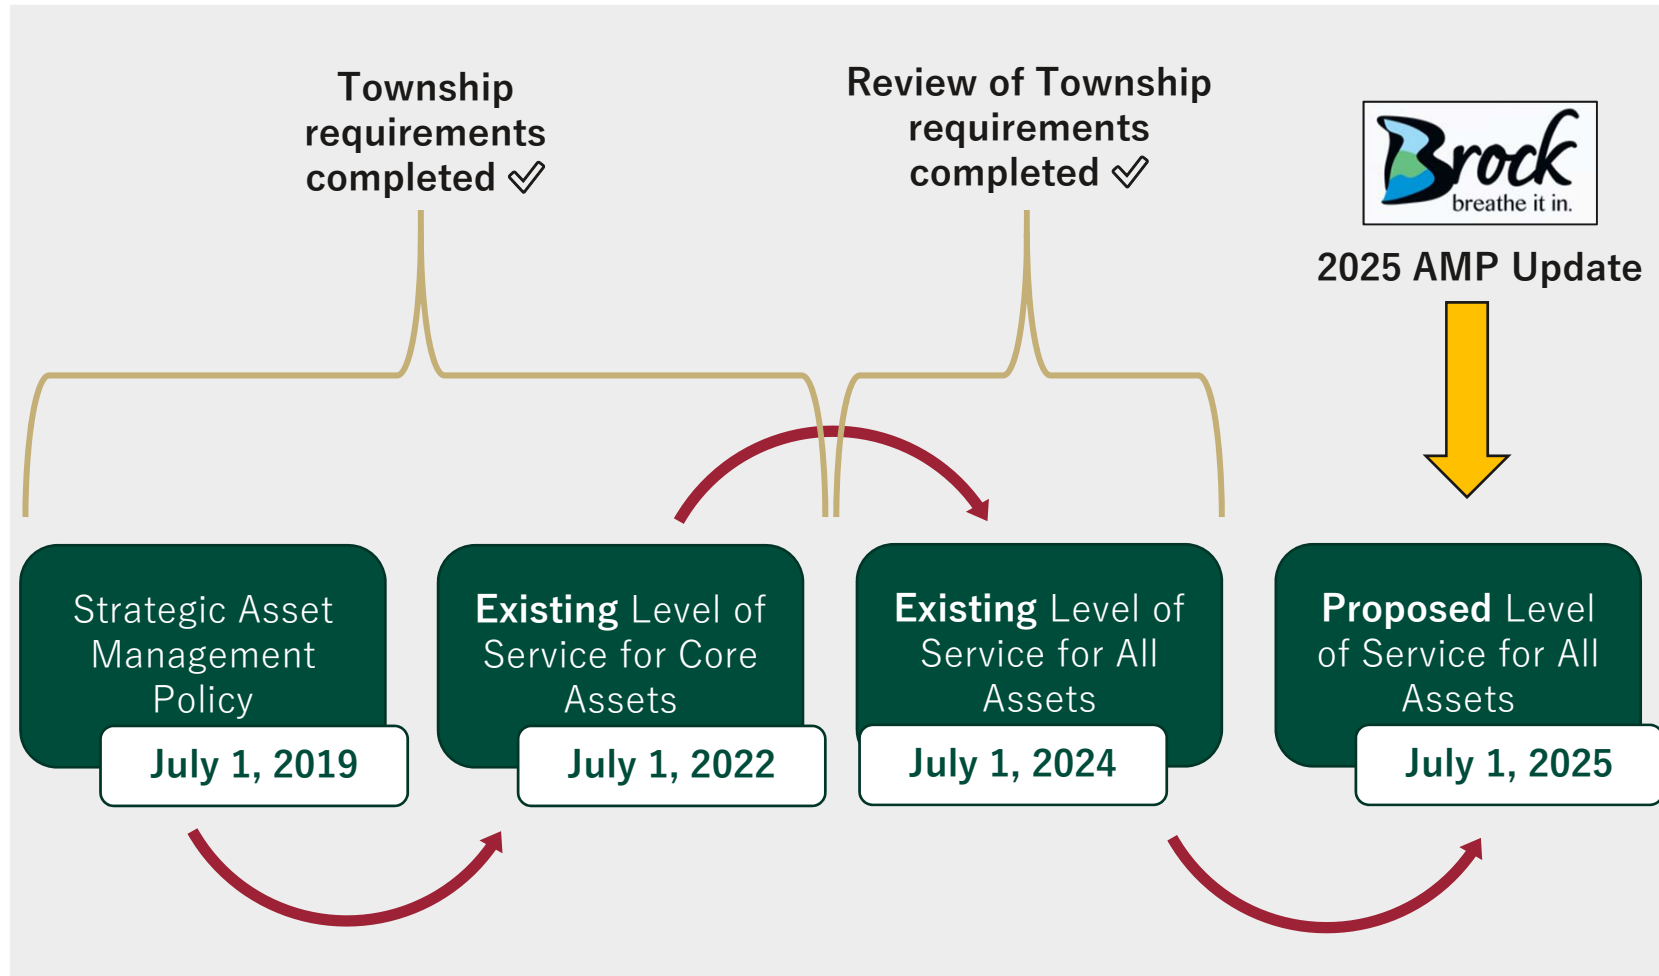 Township
requirements
completed ✓
Review of Township
requirements
completed ✓
Brock
breathe it in.
2025 AMP Update
Strategic Asset
Management
Policy
July 1, 2019
Existing Level of
Service for Core
Assets
July 1, 2022
Existing Level of
Service for All
Assets
July 1, 2024
Proposed Level
of Service for All
Assets
July 1, 2025